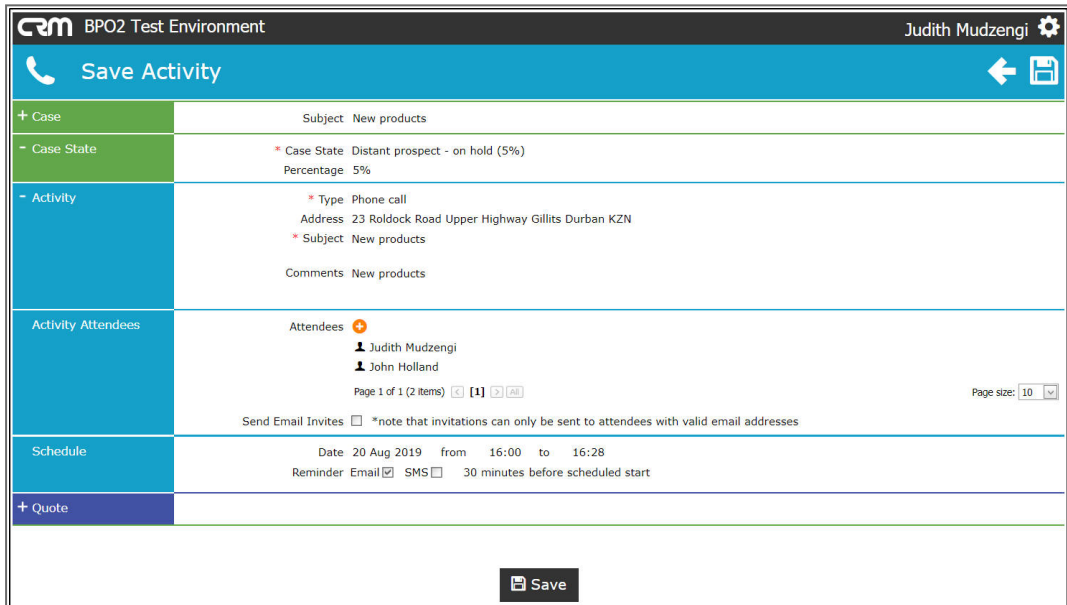 CRM BPO2 Test Environment Judith Mudzengi
Save Activity
+ Case Subject New products
- Case State * Case State Distant prospect - on hold (5%)
Percentage 5%
- Activity * Type Phone call
Address 23 Roldock Road Upper Highway Gillits Durban KZN
* Subject New products
Comments New products
Activity Attendees Attendees
Judith Mudzengi
John Holland
Page 1 of 1 (2 items) < [1] > All Page size: 10
Send Email Invites *note that invitations can only be sent to attendees with valid email addresses
Schedule Date 20 Aug 2019 from 16:00 to 16:28
Reminder Email SMS 30 minutes before scheduled start
+ Quote
Save